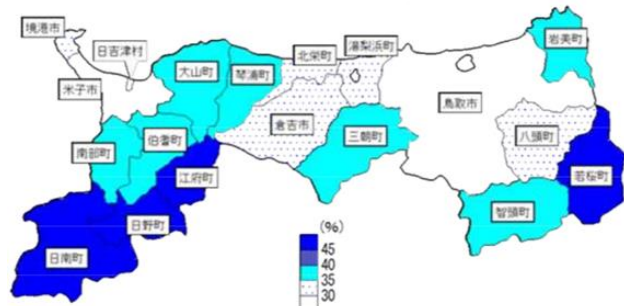 境港市
日吉津村
米子市
大山町
琴浦町
北栄町
湯梨浜町
岩美町
鳥取市
倉吉市
三朝町
八頭町
若桜町
智頭町
南部町
伯耆町
江府町
日野町
日南町
(%)
45
40
35
30